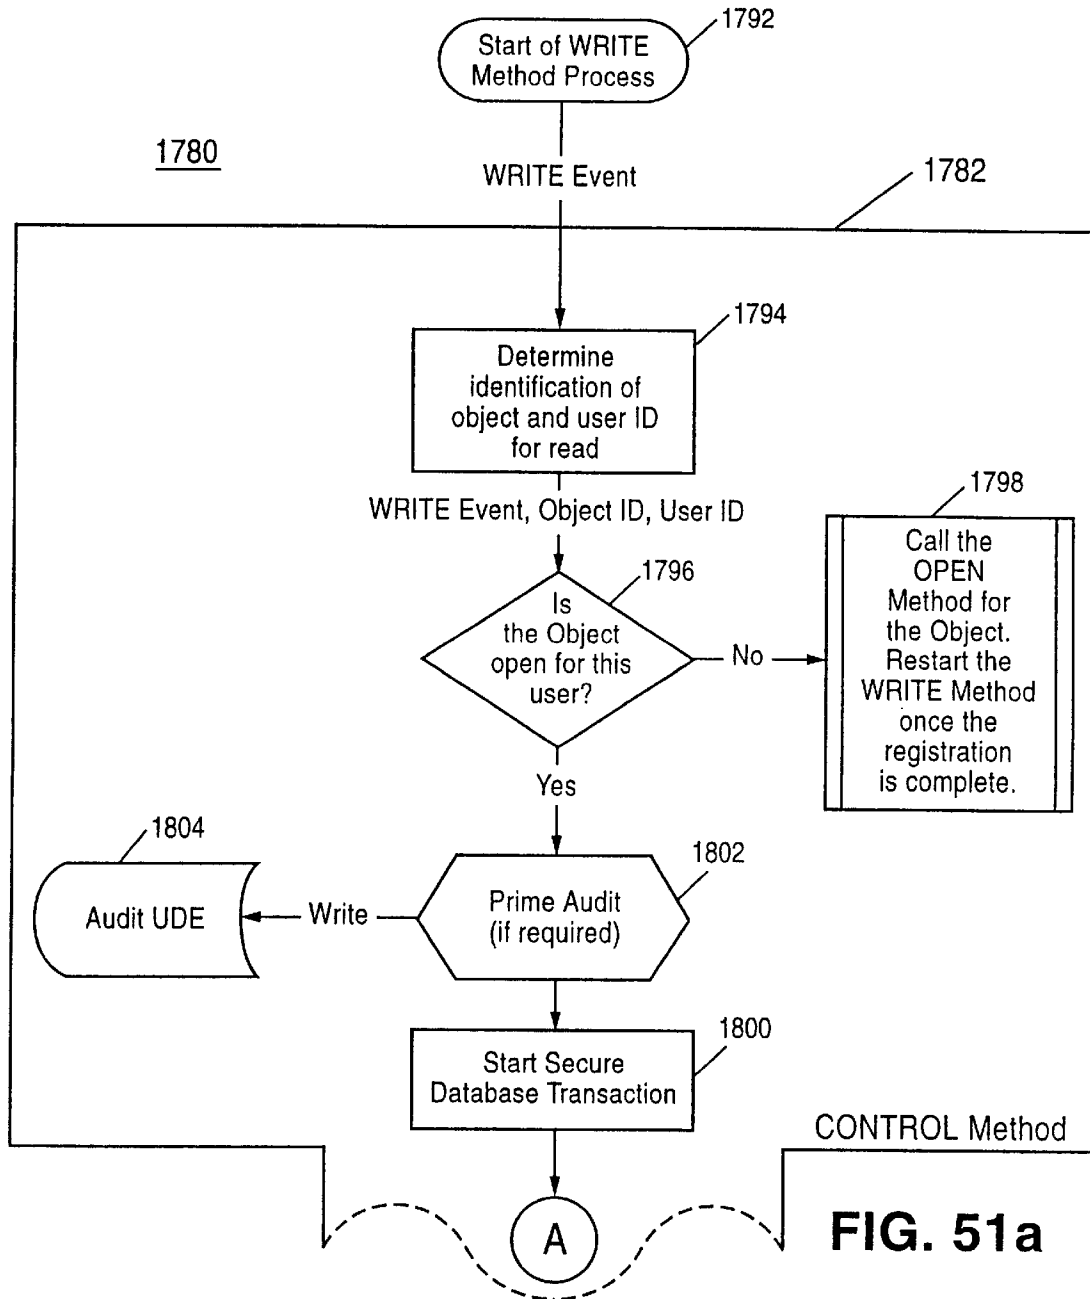 1792
Start of WRITE
Method Process
1780
WRITE Event
1782
1794
Determine
identification of
object and user ID
for read
WRITE Event, Object ID, User ID
1798
Call the
OPEN
Method for
the Object.
Restart the
WRITE Method
once the
registration
is complete.
1796
Is
the Object
open for this
user?
No
Yes
1804
Audit UDE
Write
1802
Prime Audit
(if required)
1800
Start Secure
Database Transaction
CONTROL Method
A
FIG. 51a